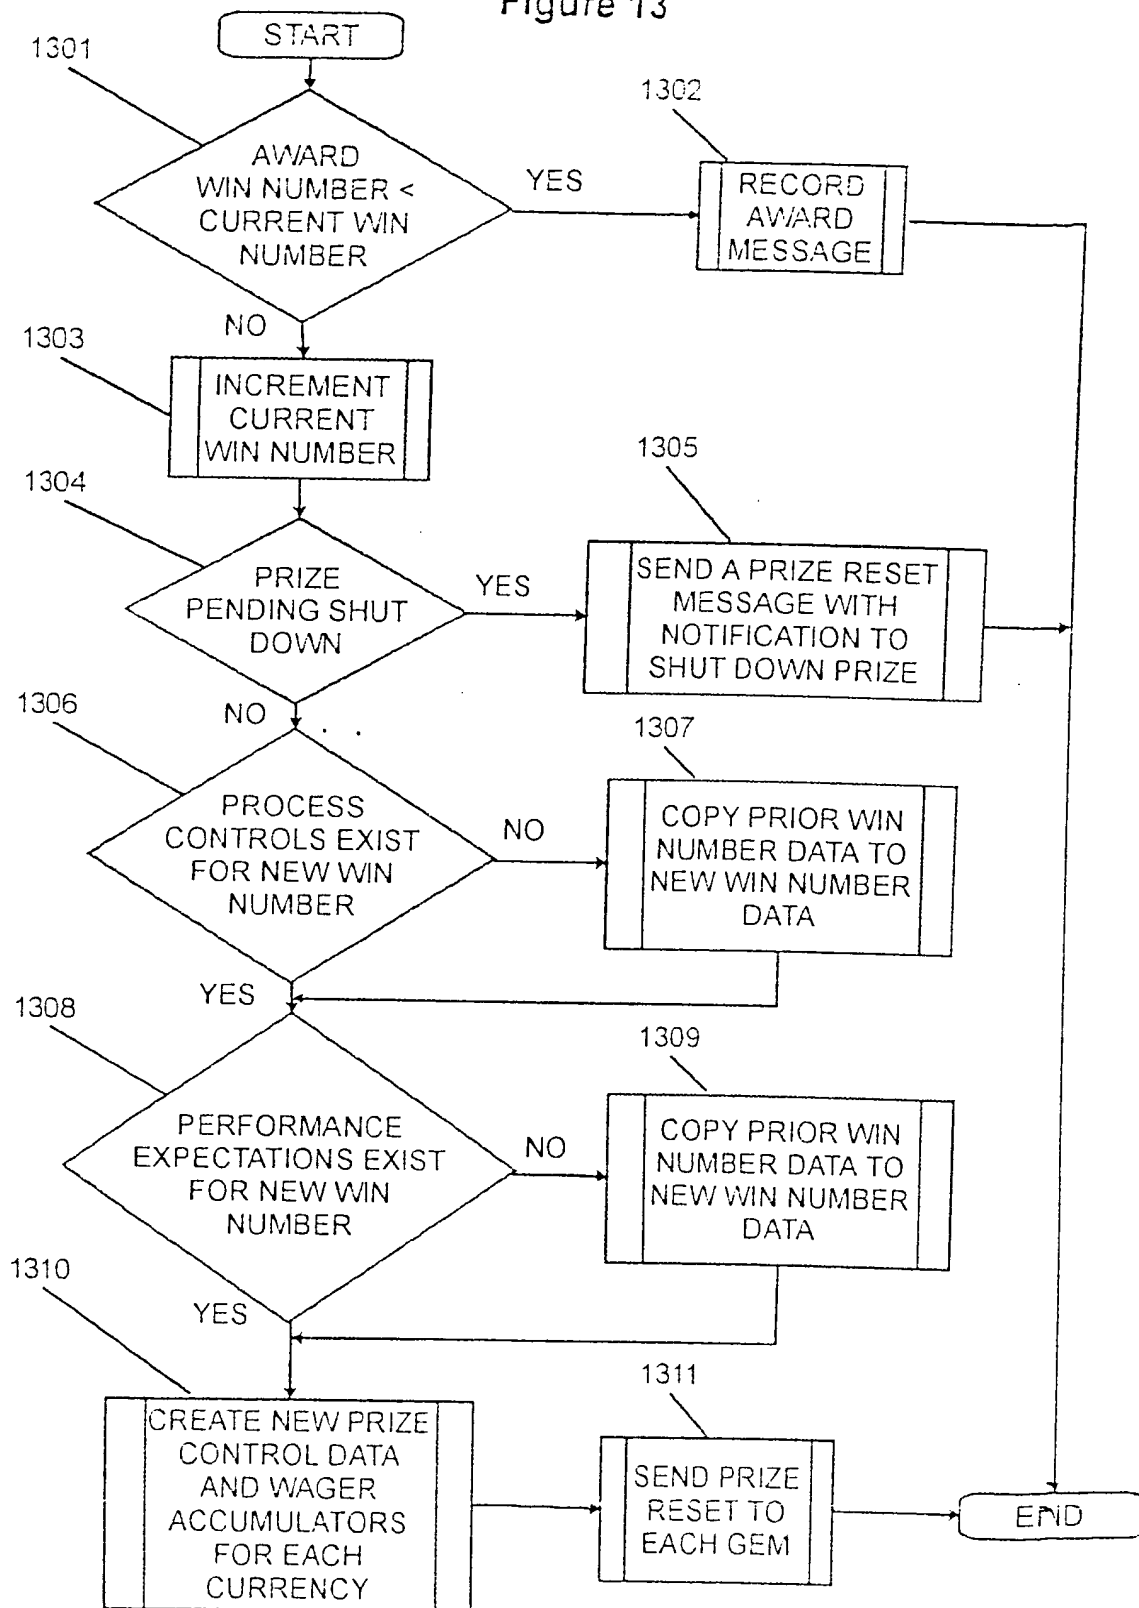 Figure 13
START
1301
1302
AWARD
WIN NUMBER <
CURRENT WIN
NUMBER
YES
RECORD
AWARD
MESSAGE
NO
1303
INCREMENT
CURRENT
WIN NUMBER
1304
1305
PRIZE
PENDING SHUT
DOWN
YES
SEND A PRIZE RESET
MESSAGE WITH
NOTIFICATION TO
SHUT DOWN PRIZE
NO
1306
1307
PROCESS
CONTROLS EXIST
FOR NEW WIN
NUMBER
NO
COPY PRIOR WIN
NUMBER DATA TO
NEW WIN NUMBER
DATA
YES
1308
1309
PERFORMANCE
EXPECTATIONS EXIST
FOR NEW WIN
NUMBER
NO
COPY PRIOR WIN
NUMBER DATA TO
NEW WIN NUMBER
DATA
YES
1310
1311
CREATE NEW PRIZE
CONTROL DATA
AND WAGER
ACCUMULATORS
FOR EACH
CURRENCY
SEND PRIZE
RESET TO
EACH GEM
END